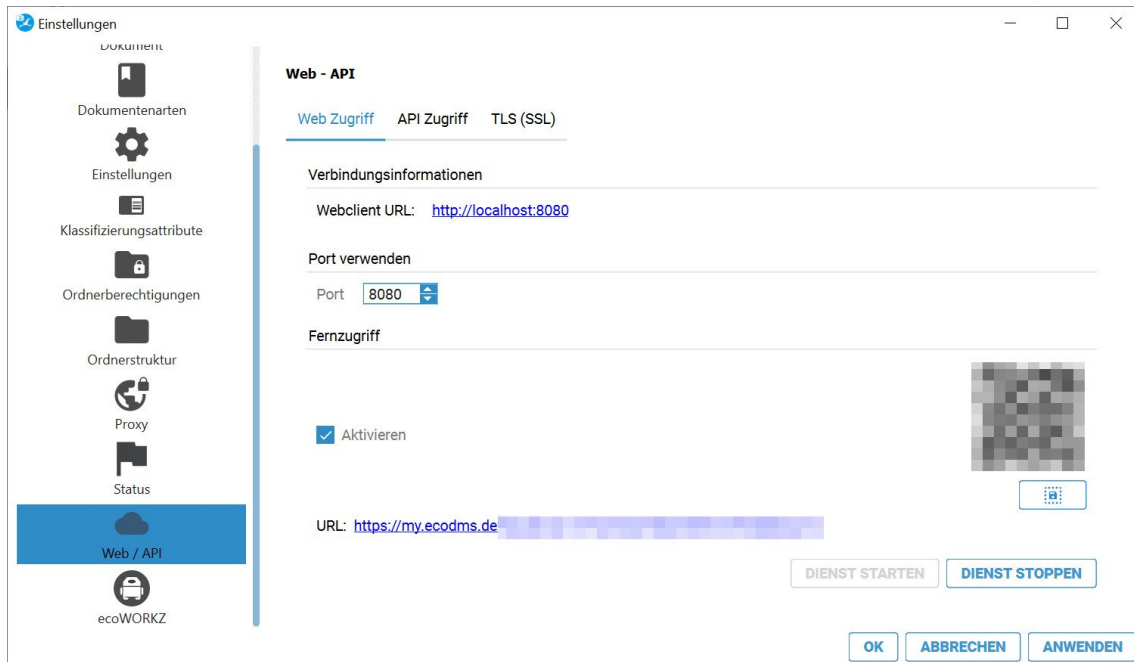 Einstellungen
Dokument
Dokumentenarten
Einstellungen
Klassifizierungsattribute
Ordnerberechtigungen
Ordnerstruktur
Proxy
Status
Web / API
ecoWORKZ
Web - API
Web Zugriff API Zugriff TLS (SSL)
Verbindungsinformationen
Webclient URL: http://localhost:8080
Port verwenden
Port 8080
Fernzugriff
Aktivieren
URL: https://my.ecodms.de
DIENST STARTEN DIENST STOPPEN
OK ABBRECHEN ANWENDEN